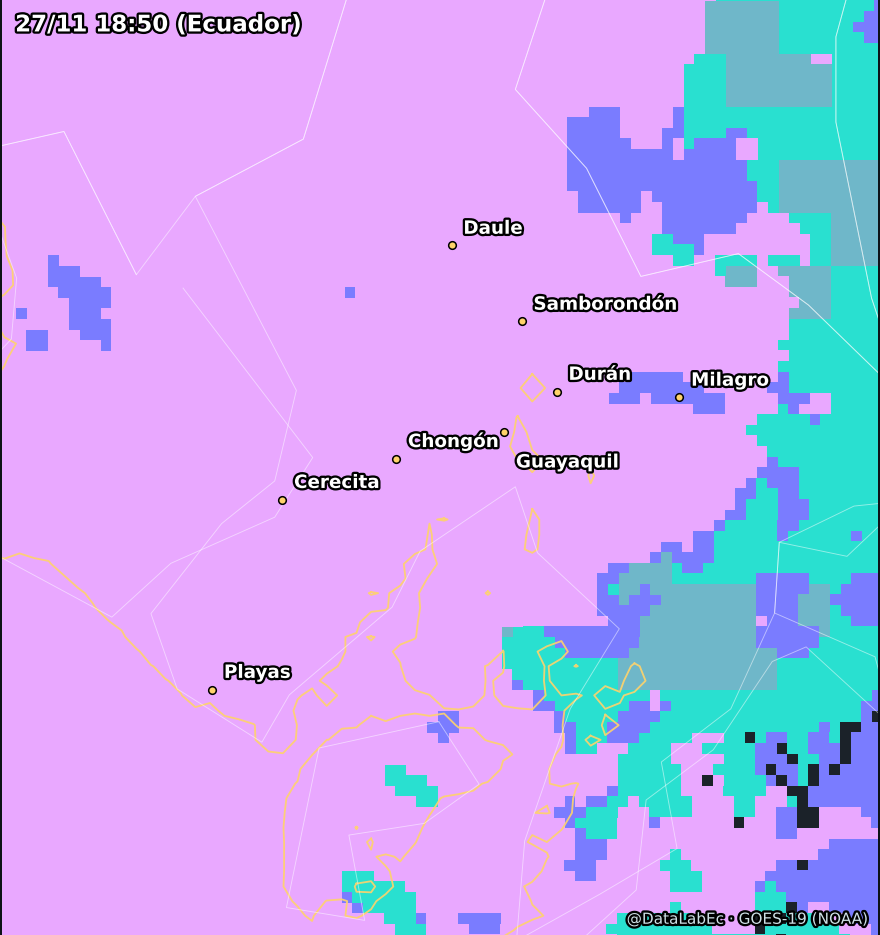 27/11 18:50 (Ecuador)
Daule
Samborondón
Durán
Milagro
Chongón
Guayaquil
Cerecita
Playas
@DataLabEc · GOES-19 (NOAA)